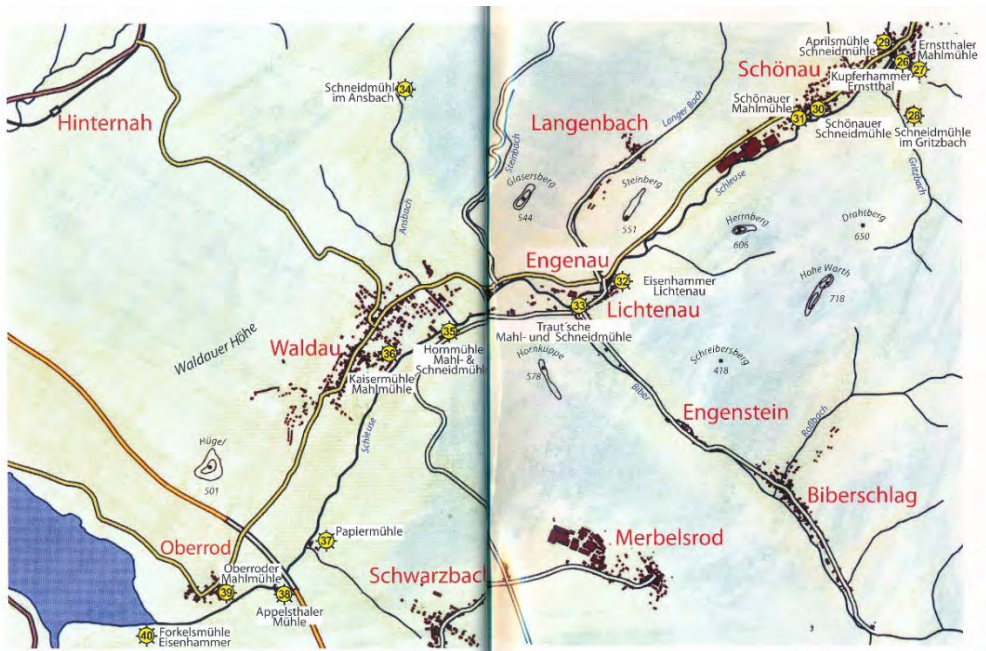 Aprilsmühle
Schneidmühle
29
Ernstthaler
Mahlmühle
26
27
Schönau
Kupferhammer
Ernstthal
Schneidmühle
im Ansbach
34
Hinternah
Schönauer
Mahlmühle
30
31
Schönauer
Schneidmühle
28
Schneidmühle
im Gritzbach
Langenbach
Langer Bach
Steinbach
Glasersberg
544
Steinberg
551
Schleuse
Gritzbach
Ansbach
Herrnberg
606
Drahtberg
650
Hohe Warth
718
Engenau
32
Eisenhammer
Lichtenau
Lichtenau
33
Traut'sche
Mahl- und Schneidmühle
Waldauer Höhe
Waldau
35
Hornmühle
Mahl- &
Schneidmühle
36
Kaisermühle
Mahlmühle
Hornkuppe
578
Schreibersberg
418
Biber
Engenstein
Roßbach
Schleuse
Hügel
501
Biberschlag
Papiermühle
37
Merbelsrod
Oberrod
Oberroder
Mahlmühle
39
38
Appelsthaler
Mühle
Schwarzbach
40
Forkelsmühle
Eisenhammer